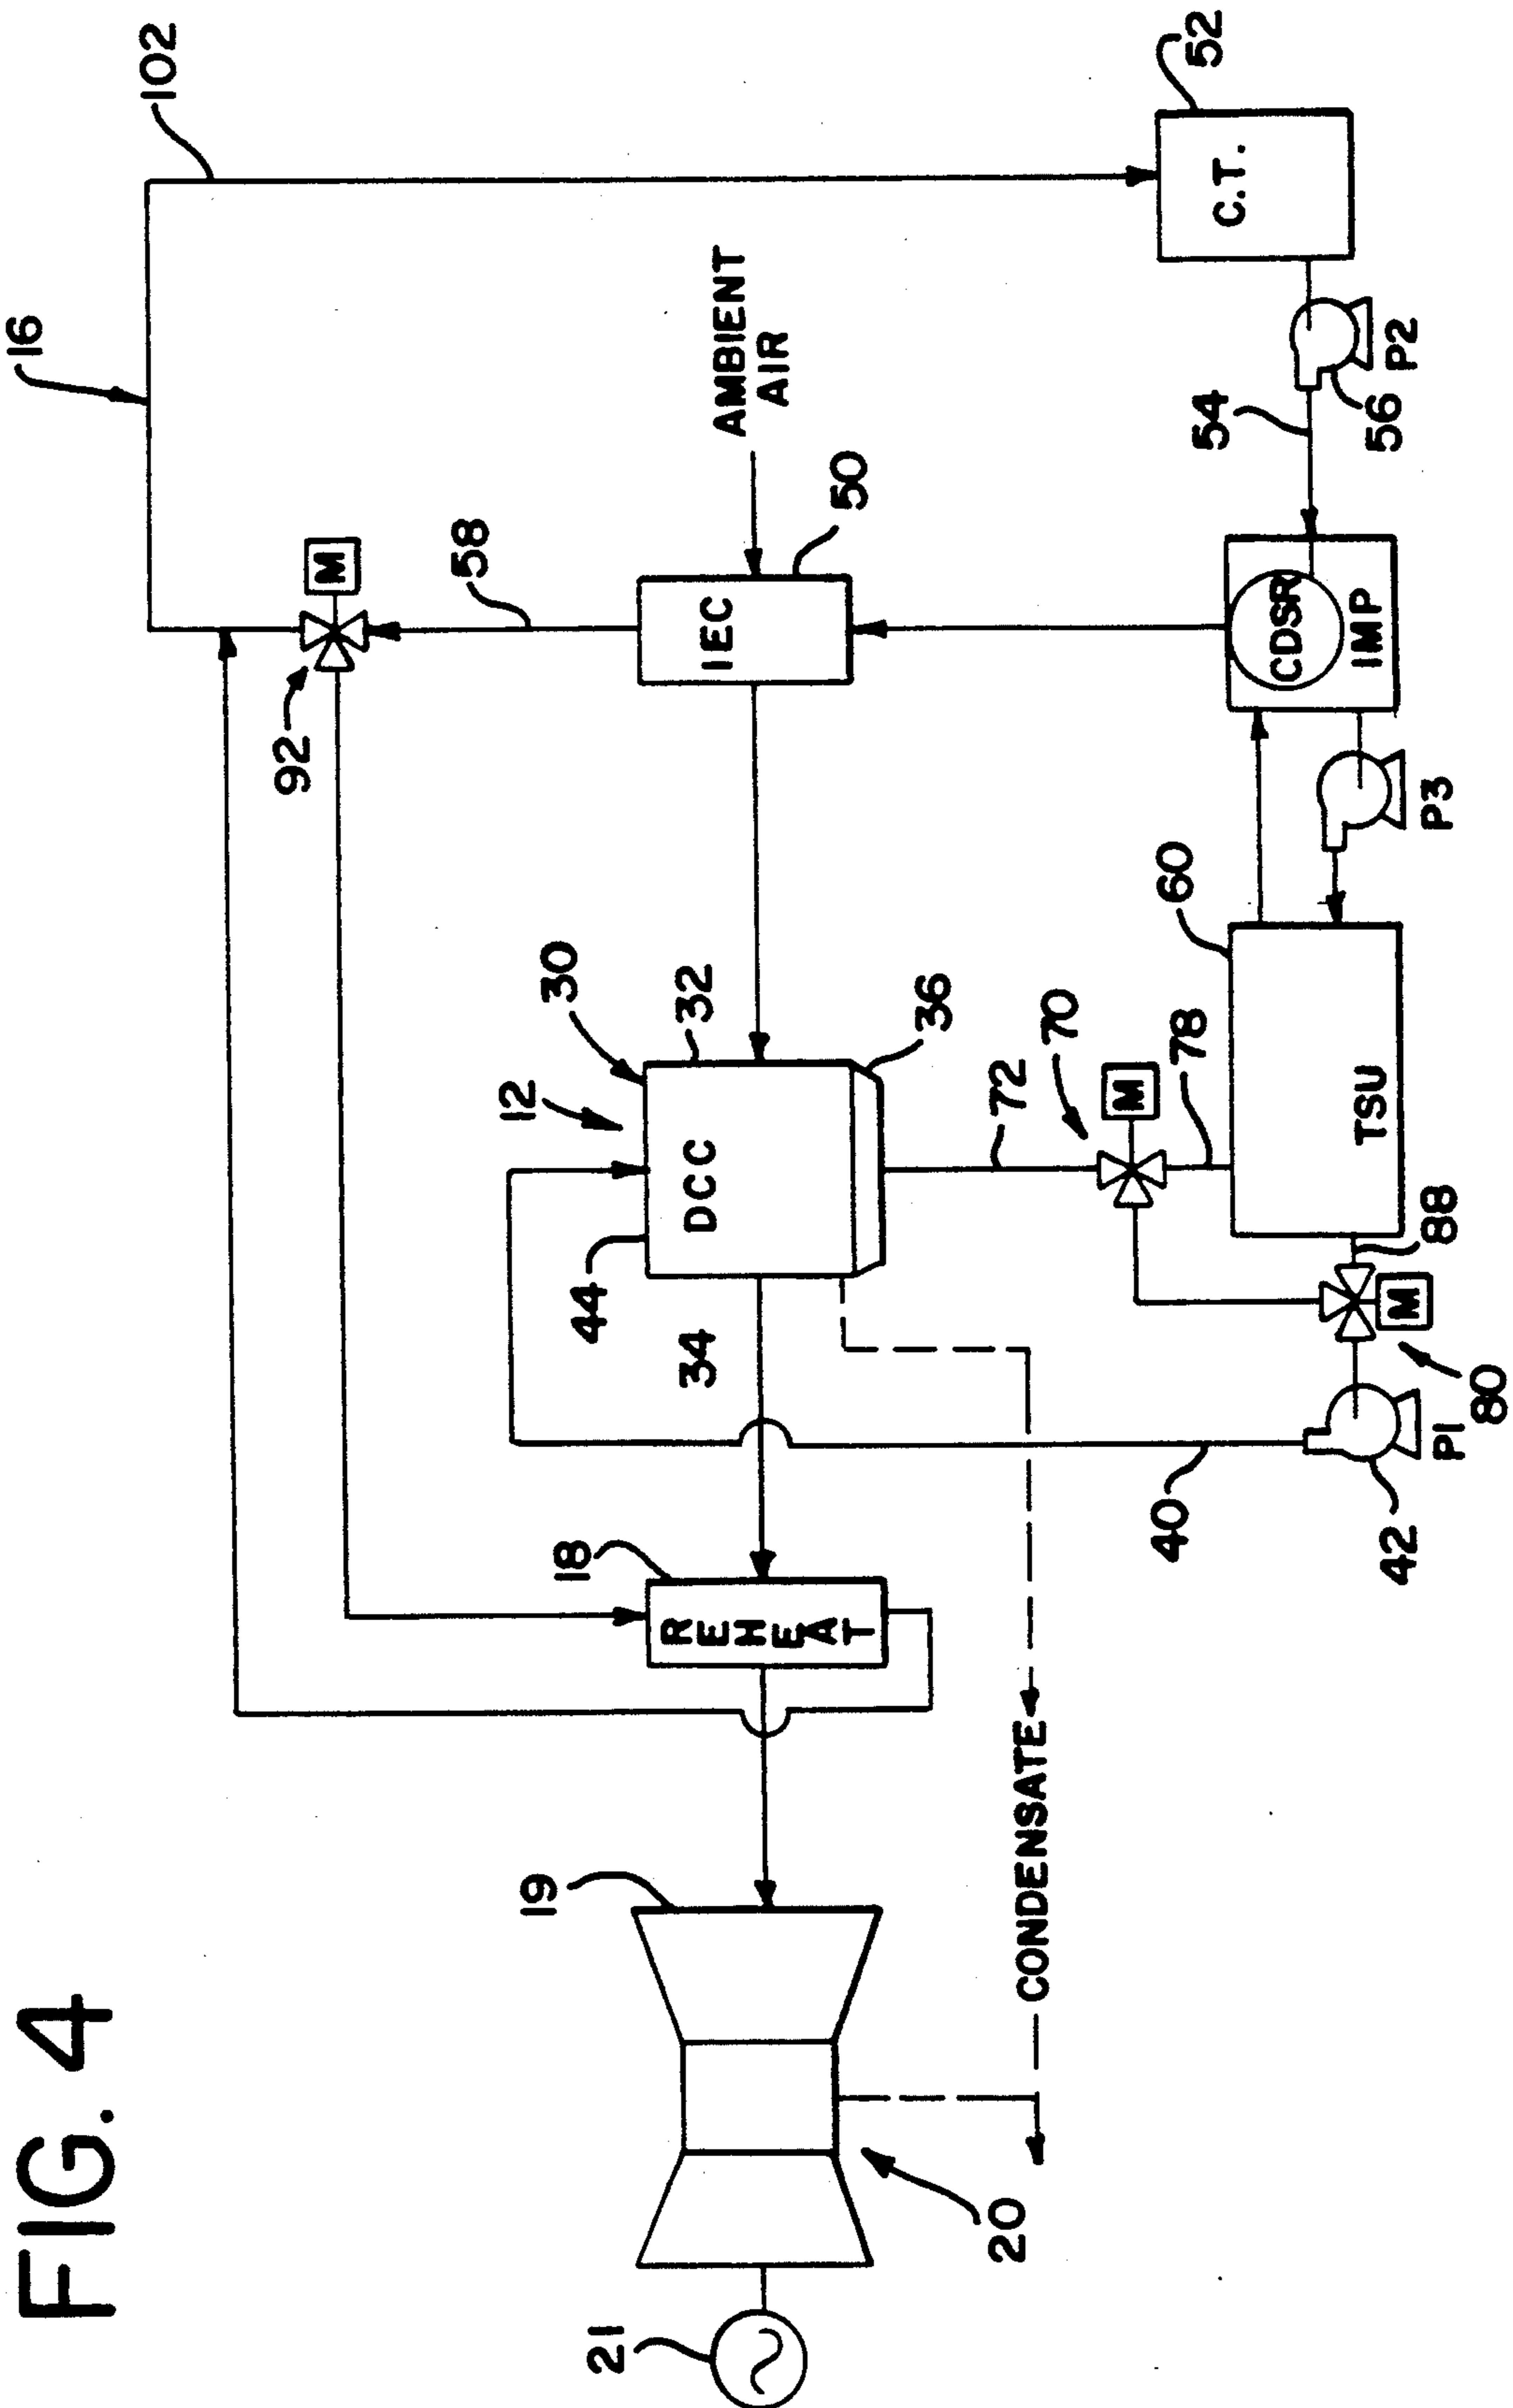 FIG. 4
16
102
92
M
58
AMBIENT
AIR
50
IEC
C.T.
52
54
56
P2
CDSR
IMP
P3
60
TSU
30
32
12
DCC
36
44
34
72
70
M
78
88
M
80
P1
42
40
18
REHEAT
19
CONDENSATE
20
21